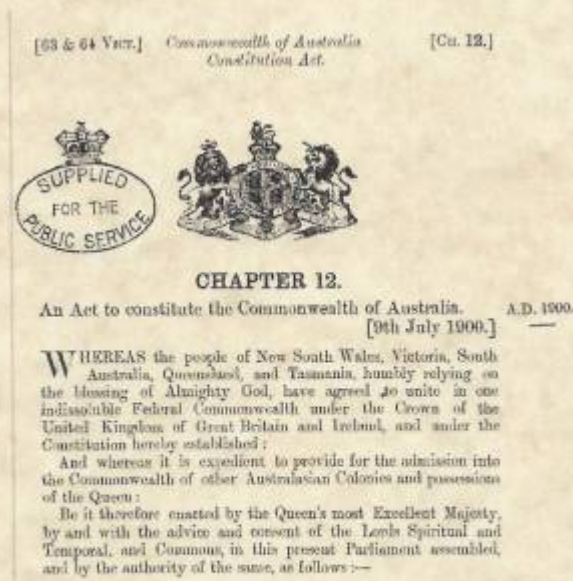 [63 & 64 VICT.] Commonwealth of Australia [CH. 12.]
Constitution Act.
SUPPLIED
FOR THE
PUBLIC SERVICE
CHAPTER 12.
An Act to constitute the Commonwealth of Australia. A.D. 1900.
[9th July 1900.]
WHEREAS the people of New South Wales, Victoria, South
Australia, Queensland, and Tasmania, humbly relying on
the blessing of Almighty God, have agreed to unite in one
indissoluble Federal Commonwealth under the Crown of the
United Kingdom of Great Britain and Ireland, and under the
Constitution hereby established:
And whereas it is expedient to provide for the admission into
the Commonwealth of other Australasian Colonies and possessions
of the Queen:
Be it therefore enacted by the Queen's most Excellent Majesty,
by and with the advice and consent of the Lords Spiritual and
Temporal, and Commons, in this present Parliament assembled,
and by the authority of the same, as follows:—